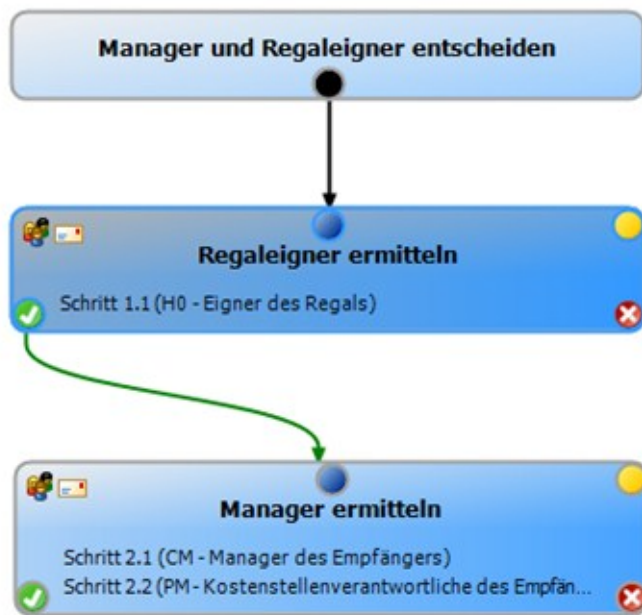 Manager und Regaleigner entscheiden
Regaleigner ermitteln
Schritt 1.1 (H0 - Eigner des Regals)
Manager ermitteln
Schritt 2.1 (CM - Manager des Empfängers)
Schritt 2.2 (PM - Kostenstellenverantwortliche des Empfän...